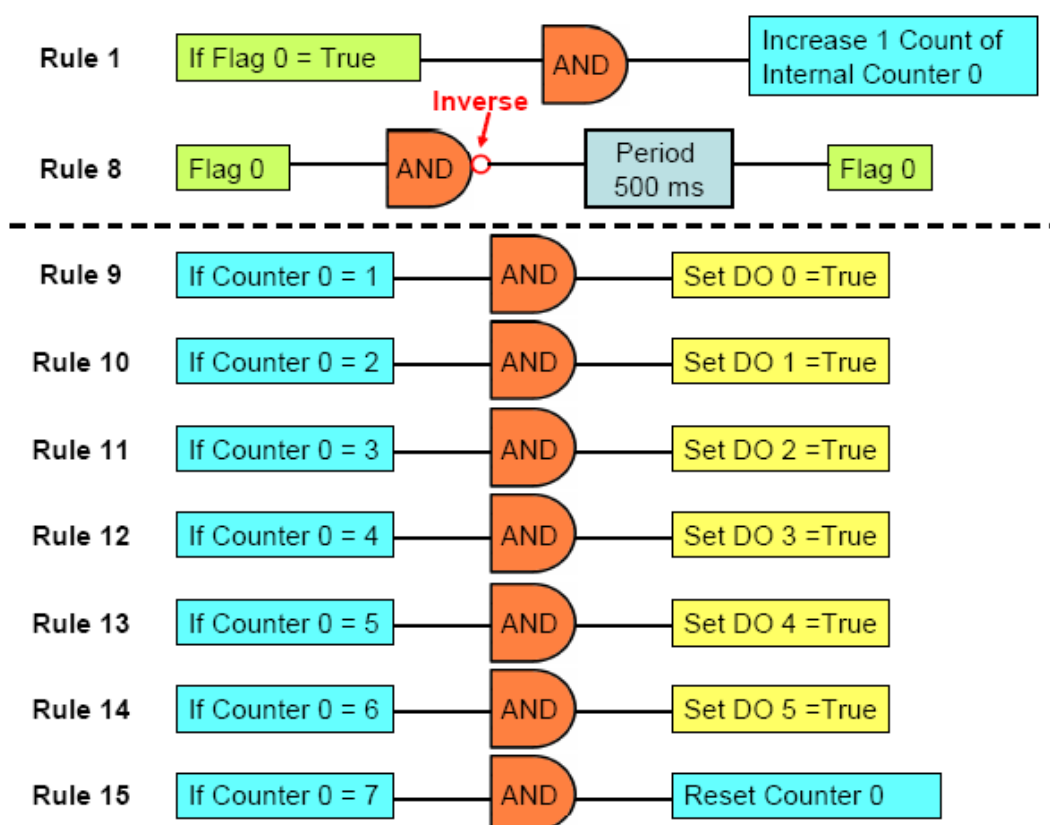 Rule 1
If Flag 0 = True
AND
Increase 1 Count of
Internal Counter 0
Inverse
Rule 8
Flag 0
AND
Period
500 ms
Flag 0
Rule 9
If Counter 0 = 1
AND
Set DO 0 =True
Rule 10
If Counter 0 = 2
AND
Set DO 1 =True
Rule 11
If Counter 0 = 3
AND
Set DO 2 =True
Rule 12
If Counter 0 = 4
AND
Set DO 3 =True
Rule 13
If Counter 0 = 5
AND
Set DO 4 =True
Rule 14
If Counter 0 = 6
AND
Set DO 5 =True
Rule 15
If Counter 0 = 7
AND
Reset Counter 0